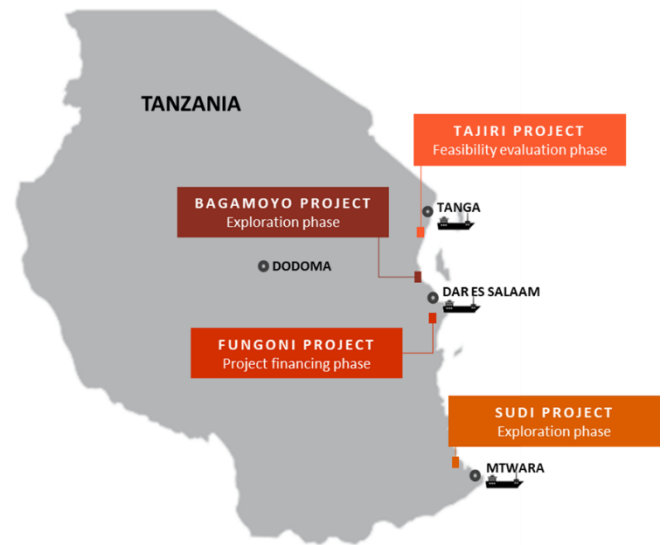 TANZANIA
TAJIRI PROJECT
Feasibility evaluation phase
BAGAMOYO PROJECT
Exploration phase
TANGA
DODOMA
DAR ES SALAAM
FUNGONI PROJECT
Project financing phase
SUDI PROJECT
Exploration phase
MTWARA